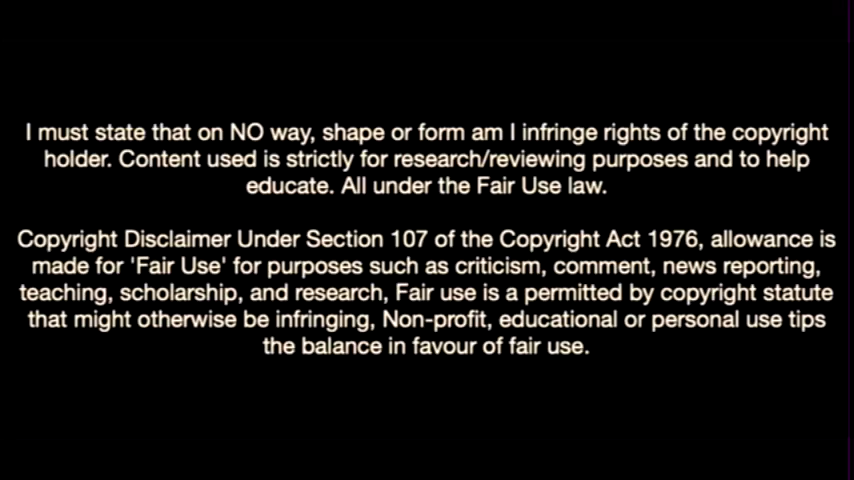 I must state that on NO way, shape or form am I infringe rights of the copyright
holder. Content used is strictly for research/reviewing purposes and to help
educate. All under the Fair Use law.
Copyright Disclaimer Under Section 107 of the Copyright Act 1976, allowance is
made for 'Fair Use' for purposes such as criticism, comment, news reporting,
teaching, scholarship, and research, Fair use is a permitted by copyright statute
that might otherwise be infringing, Non-profit, educational or personal use tips
the balance in favour of fair use.